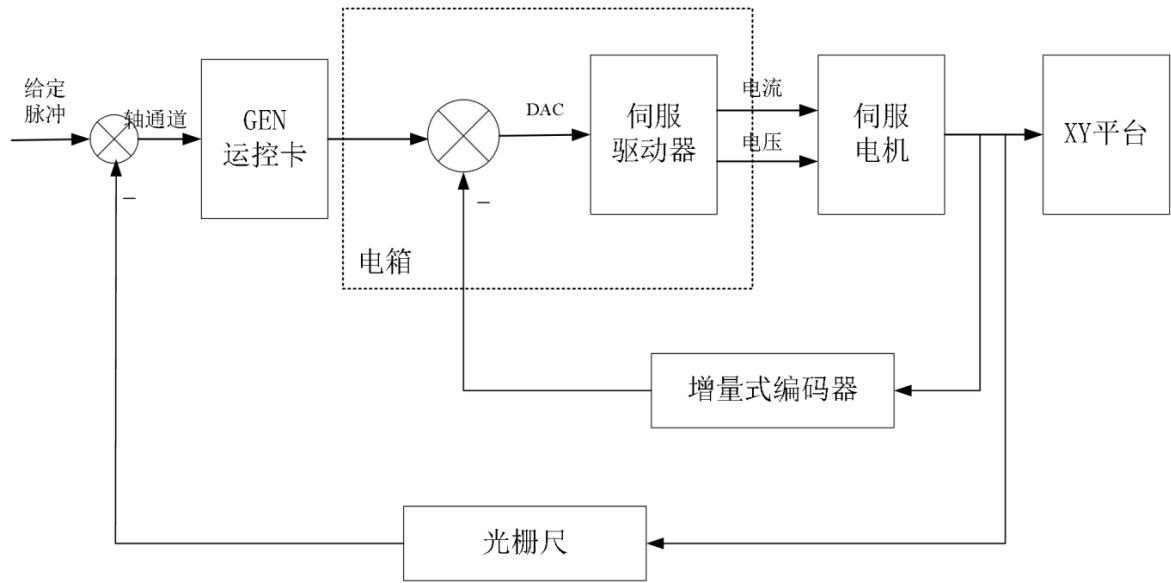 给定
脉冲
轴通道
GEN
运控卡
DAC
伺服
驱动器
电流
电压
伺服
电机
XY平台
－
－
电箱
增量式编码器
光栅尺